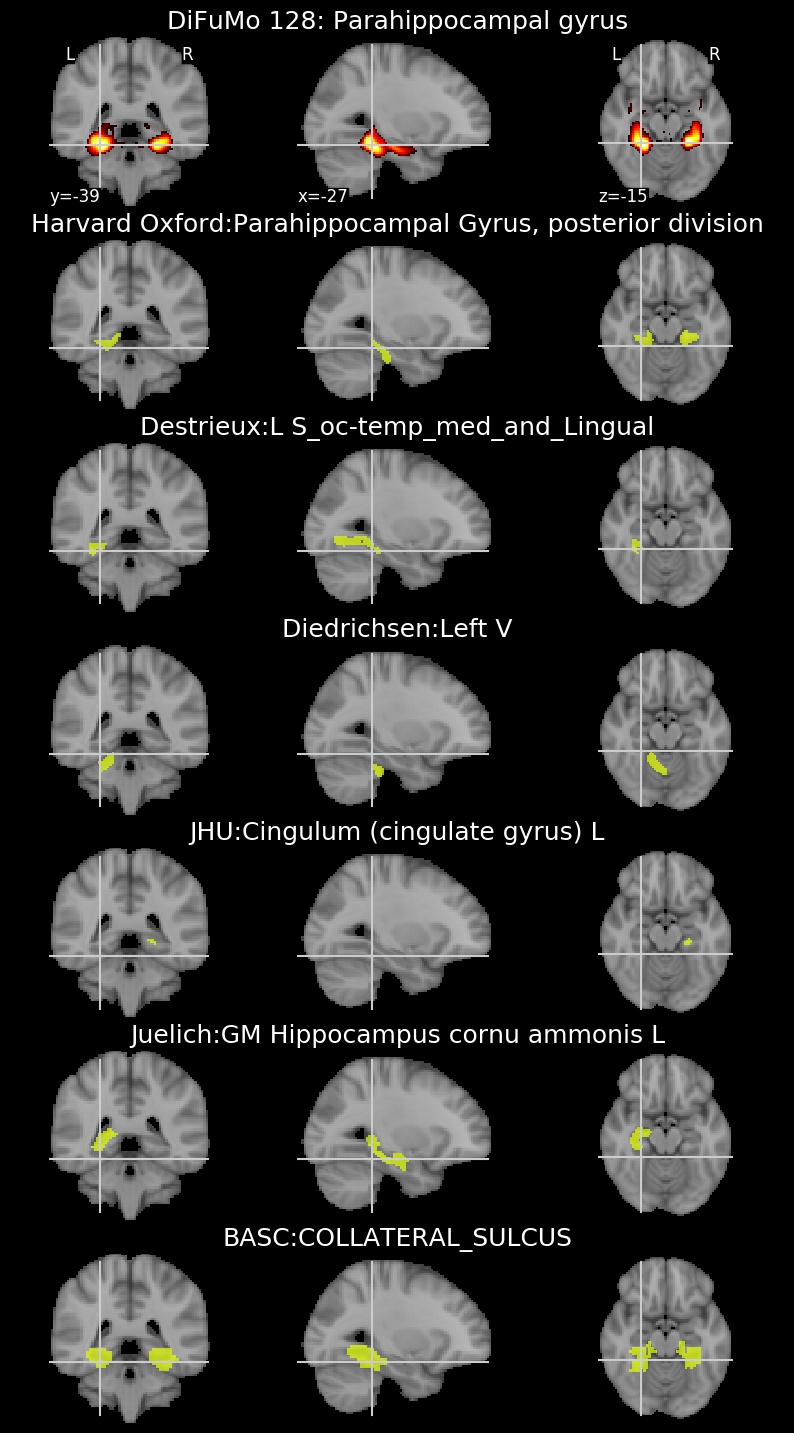 DiFuMo 128: Parahippocampal gyrus
L R L R
y=-39 x=-27 z=-15
Harvard Oxford:Parahippocampal Gyrus, posterior division
Destrieux:L S_oc-temp_med_and_Lingual
Diedrichsen:Left V
JHU:Cingulum (cingulate gyrus) L
Juelich:GM Hippocampus cornu ammonis L
BASC:COLLATERAL_SULCUS